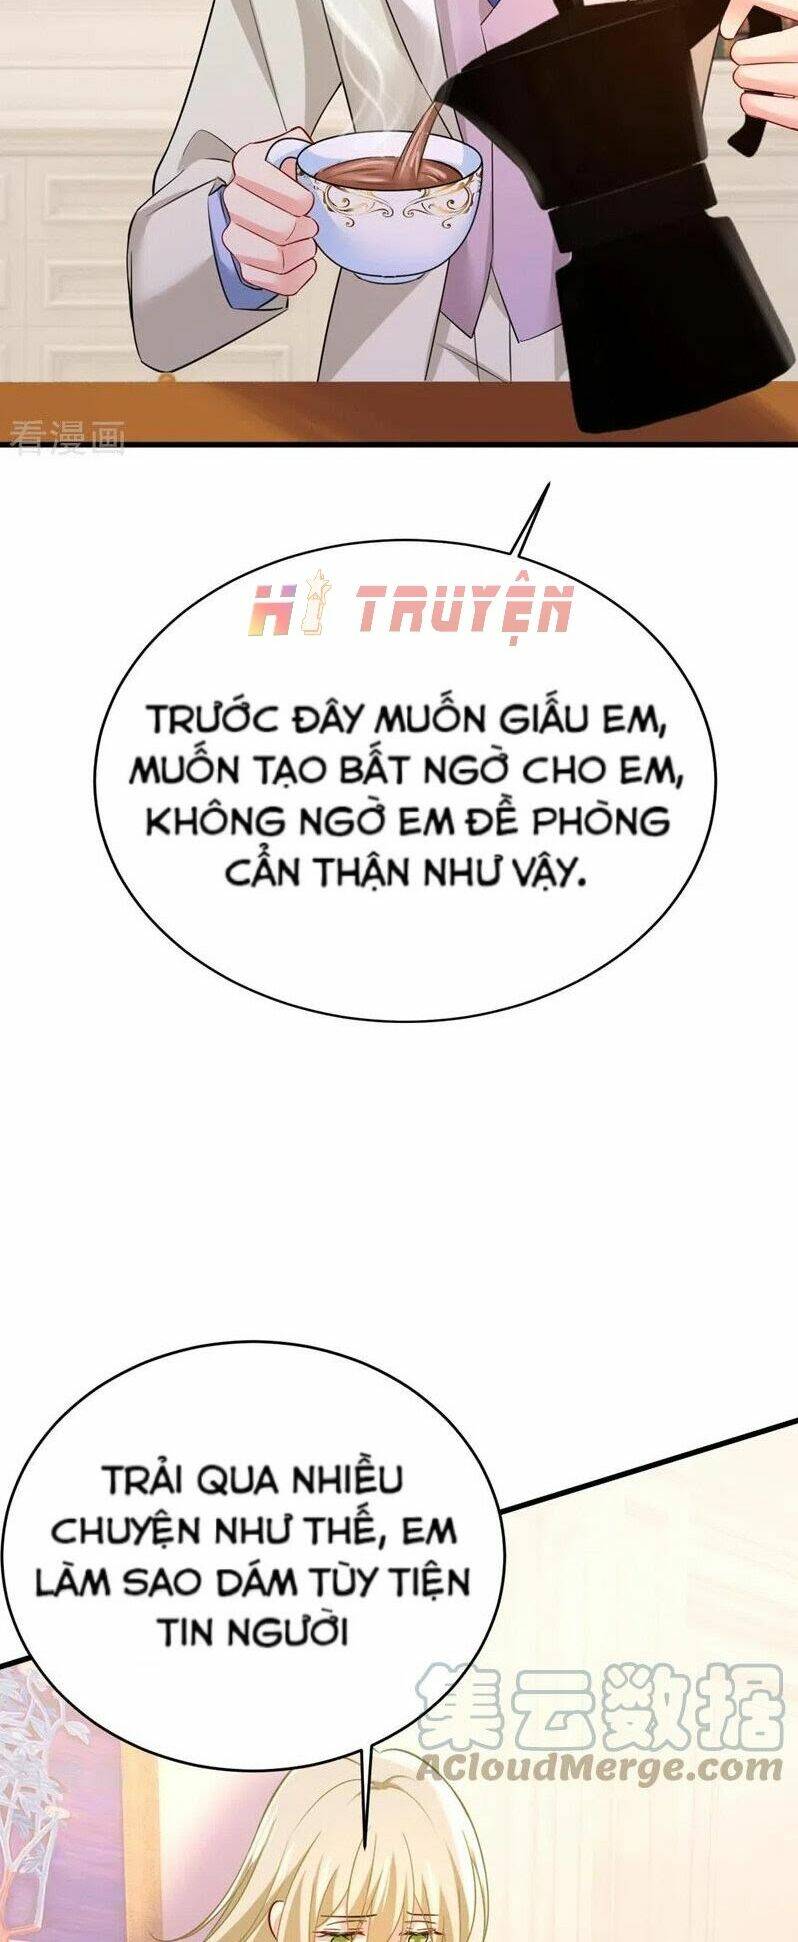 看漫画
HI TRUYỆN
TRƯỚC ĐÂY MUỐN GIẤU EM,
MUỐN TẠO BẤT NGỜ CHO EM,
KHÔNG NGỜ EM ĐỀ PHÒNG
CẨN THẬN NHƯ VẬY.
TRẢI QUA NHIỀU
CHUYỆN NHƯ THẾ, EM
LÀM SAO DÁM TÙY TIỆN
TIN NGƯỜI
集云数据
AcloudMerge.com